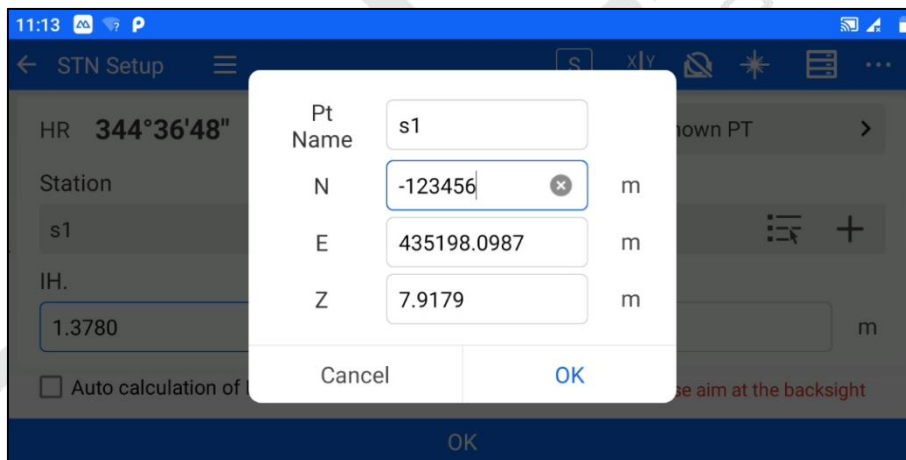 11:13
STN Setup
S
X Y
HR 344°36'48"
nown PT
Station
s1
IH.
1.3780
m
Auto calculation of
se aim at the backsight
OK
Pt Name
s1
N
-123456
m
E
435198.0987
m
Z
7.9179
m
Cancel
OK